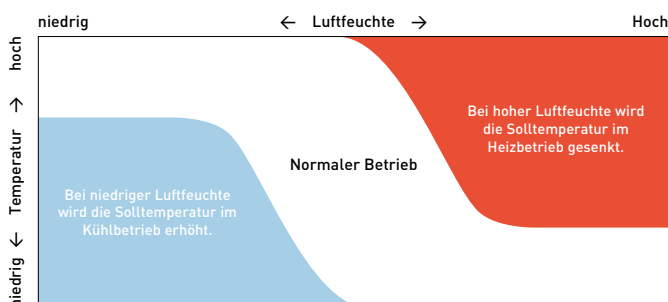 niedrig ← Luftfeuchte → Hoch
niedrig ← Temperatur → hoch
Bei hoher Luftfeuchte wird
die Solltemperatur im
Heizbetrieb gesenkt.
Normaler Betrieb
Bei niedriger Luftfeuchte
wird die Solltemperatur im
Kühlbetrieb erhöht.